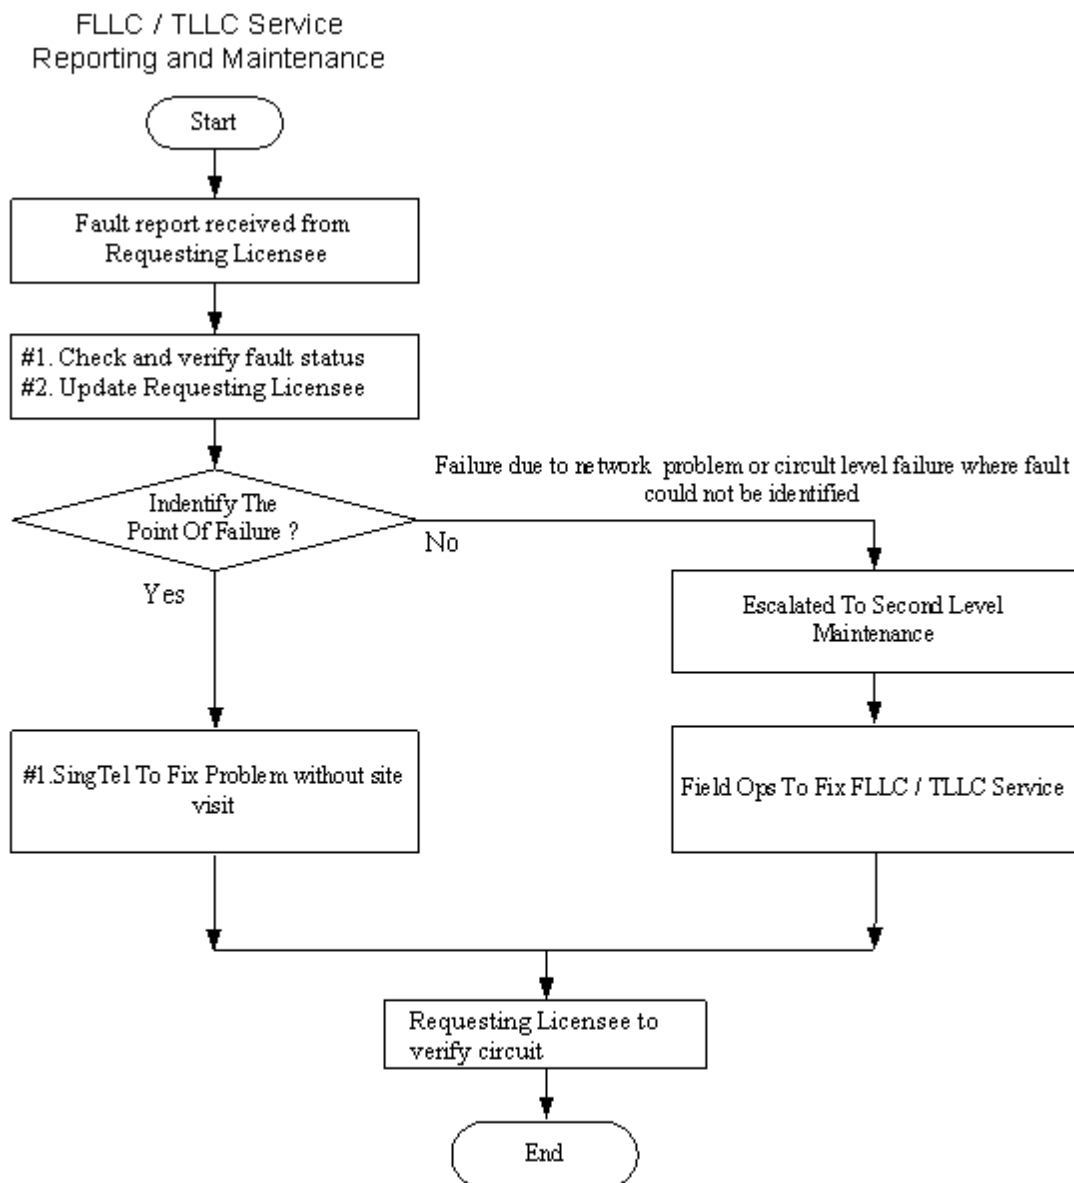 FLLC / TLLC Service
Reporting and Maintenance
Start
Fault report received from
Requesting Licensee
#1. Check and verify fault status
#2. Update Requesting Licensee
Failure due to network problem or circult level failure where fault
could not be identified
Indentify The
Point Of Failure ?
No
Yes
Escalated To Second Level
Maintenance
#1.SingTel To Fix Problem without site
visit
Field Ops To Fix FLLC / TLLC Service
Requesting Licensee to
verify circuit
End